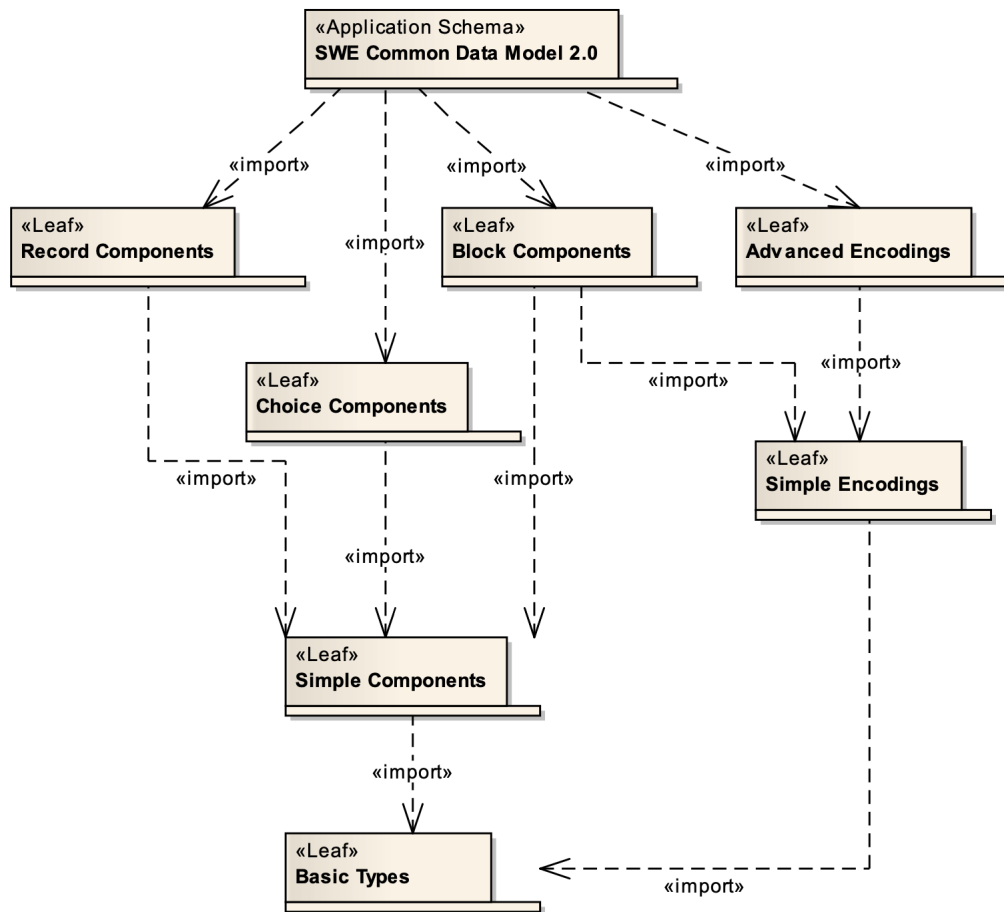 «Application Schema»
SWE Common Data Model 2.0
«import»
«import»
«import»
«import»
«Leaf»
Record Components
«Leaf»
Block Components
«Leaf»
Advanced Encodings
«Leaf»
Choice Components
«import»
«import»
«Leaf»
Simple Encodings
«import»
«import»
«import»
«Leaf»
Simple Components
«import»
«Leaf»
Basic Types
«import»